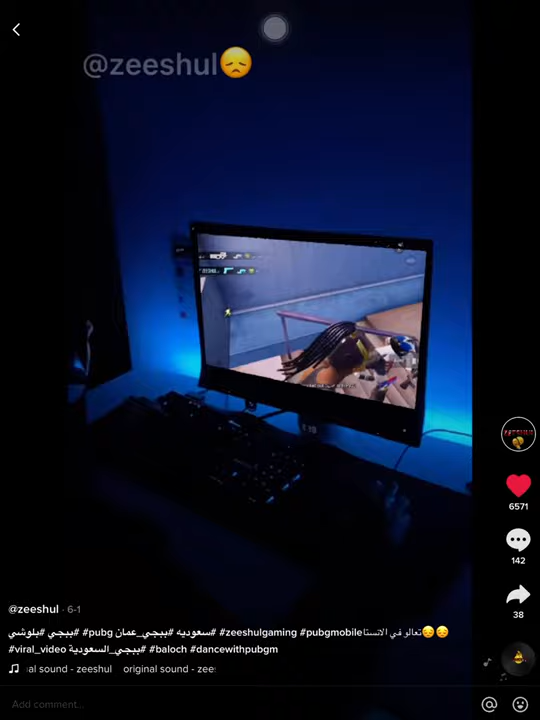 @zeeshul😞
@zeeshul · 6-1
😔😔تعالو في الانستا #pubgmobile #zeeshulgaming #سعوديه #ببجي_عمان #pubg #ببجي #بلوشي
#viral_video #ببجي_السعودية #baloch #dancewithpubgm
al sound - zeeshul original sound - zee
6571
142
38
Add comment...